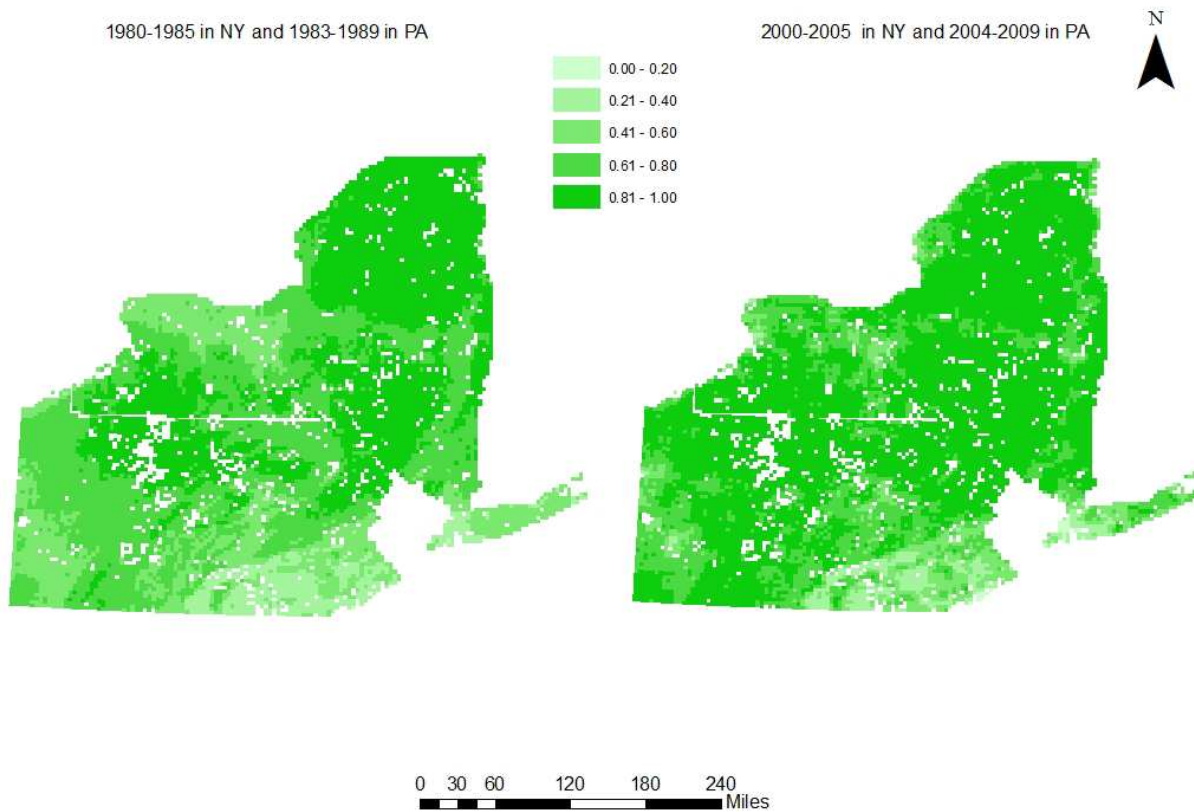 1980-1985 in NY and 1983-1989 in PA
2000-2005 in NY and 2004-2009 in PA
N
0.00 - 0.20
0.21 - 0.40
0.41 - 0.60
0.61 - 0.80
0.81 - 1.00
0 30 60 120 180 240
Miles